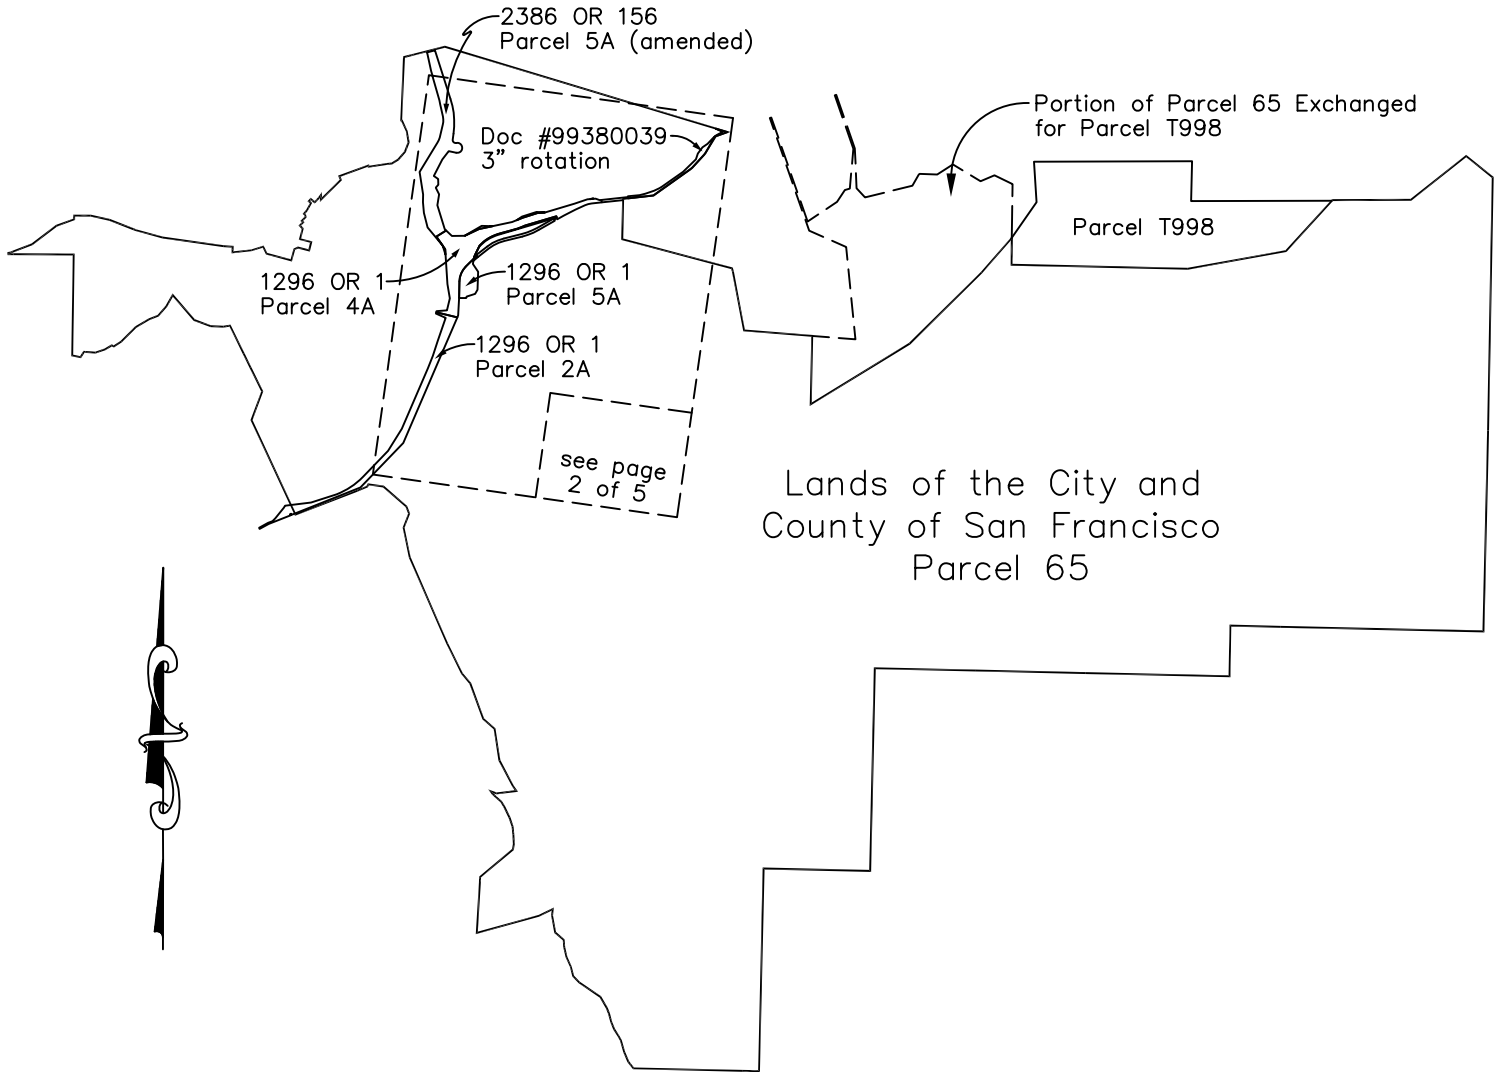 2386 OR 156
Parcel 5A (amended)
Doc #99380039
3” rotation
Portion of Parcel 65 Exchanged
for Parcel T998
Parcel T998
1296 OR 1
Parcel 4A
1296 OR 1
Parcel 5A
1296 OR 1
Parcel 2A
see page
2 of 5
Lands of the City and
County of San Francisco
Parcel 65